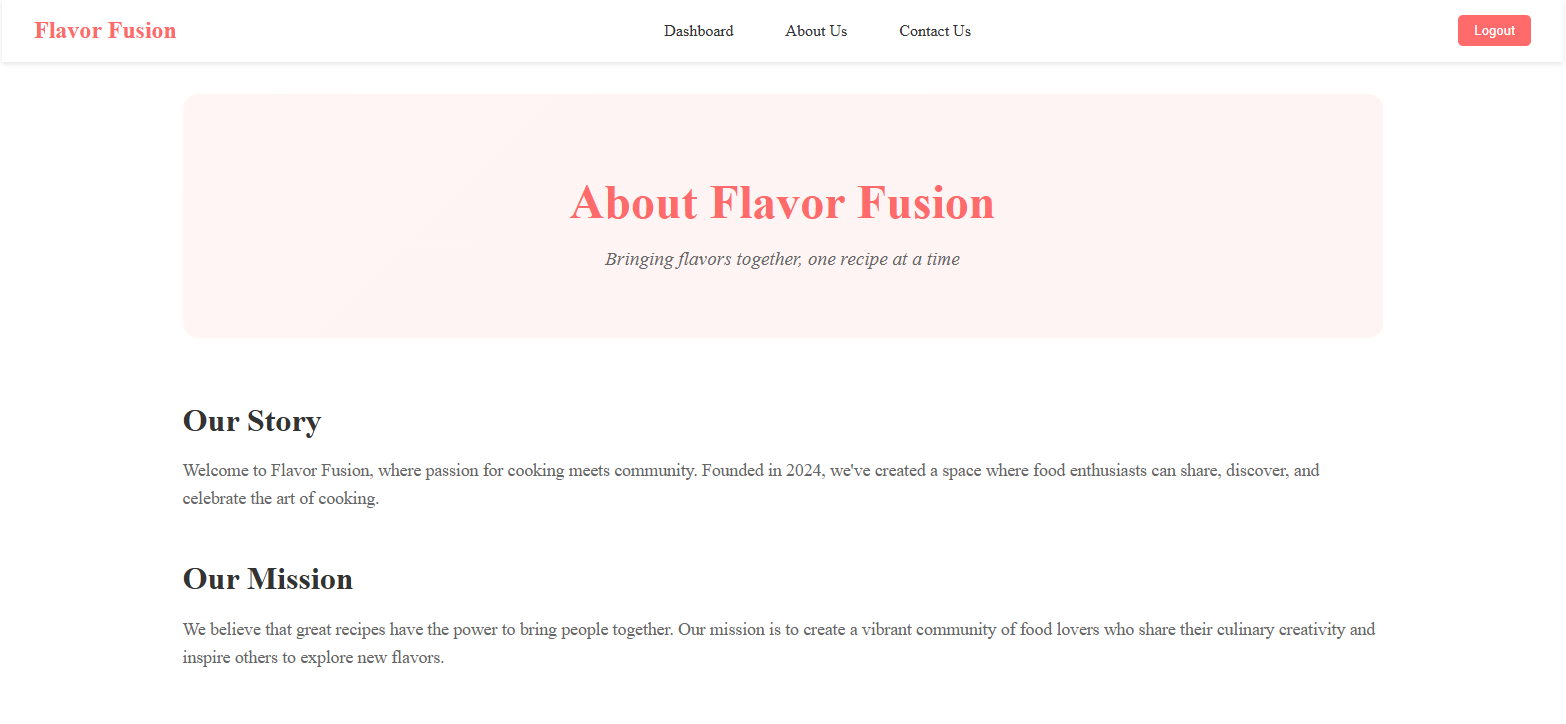 Flavor Fusion
Dashboard
About Us
Contact Us
Logout
About Flavor Fusion
Bringing flavors together, one recipe at a time
Our Story
Welcome to Flavor Fusion, where passion for cooking meets community. Founded in 2024, we've created a space where food enthusiasts can share, discover, and
celebrate the art of cooking.
Our Mission
We believe that great recipes have the power to bring people together. Our mission is to create a vibrant community of food lovers who share their culinary creativity and
inspire others to explore new flavors.